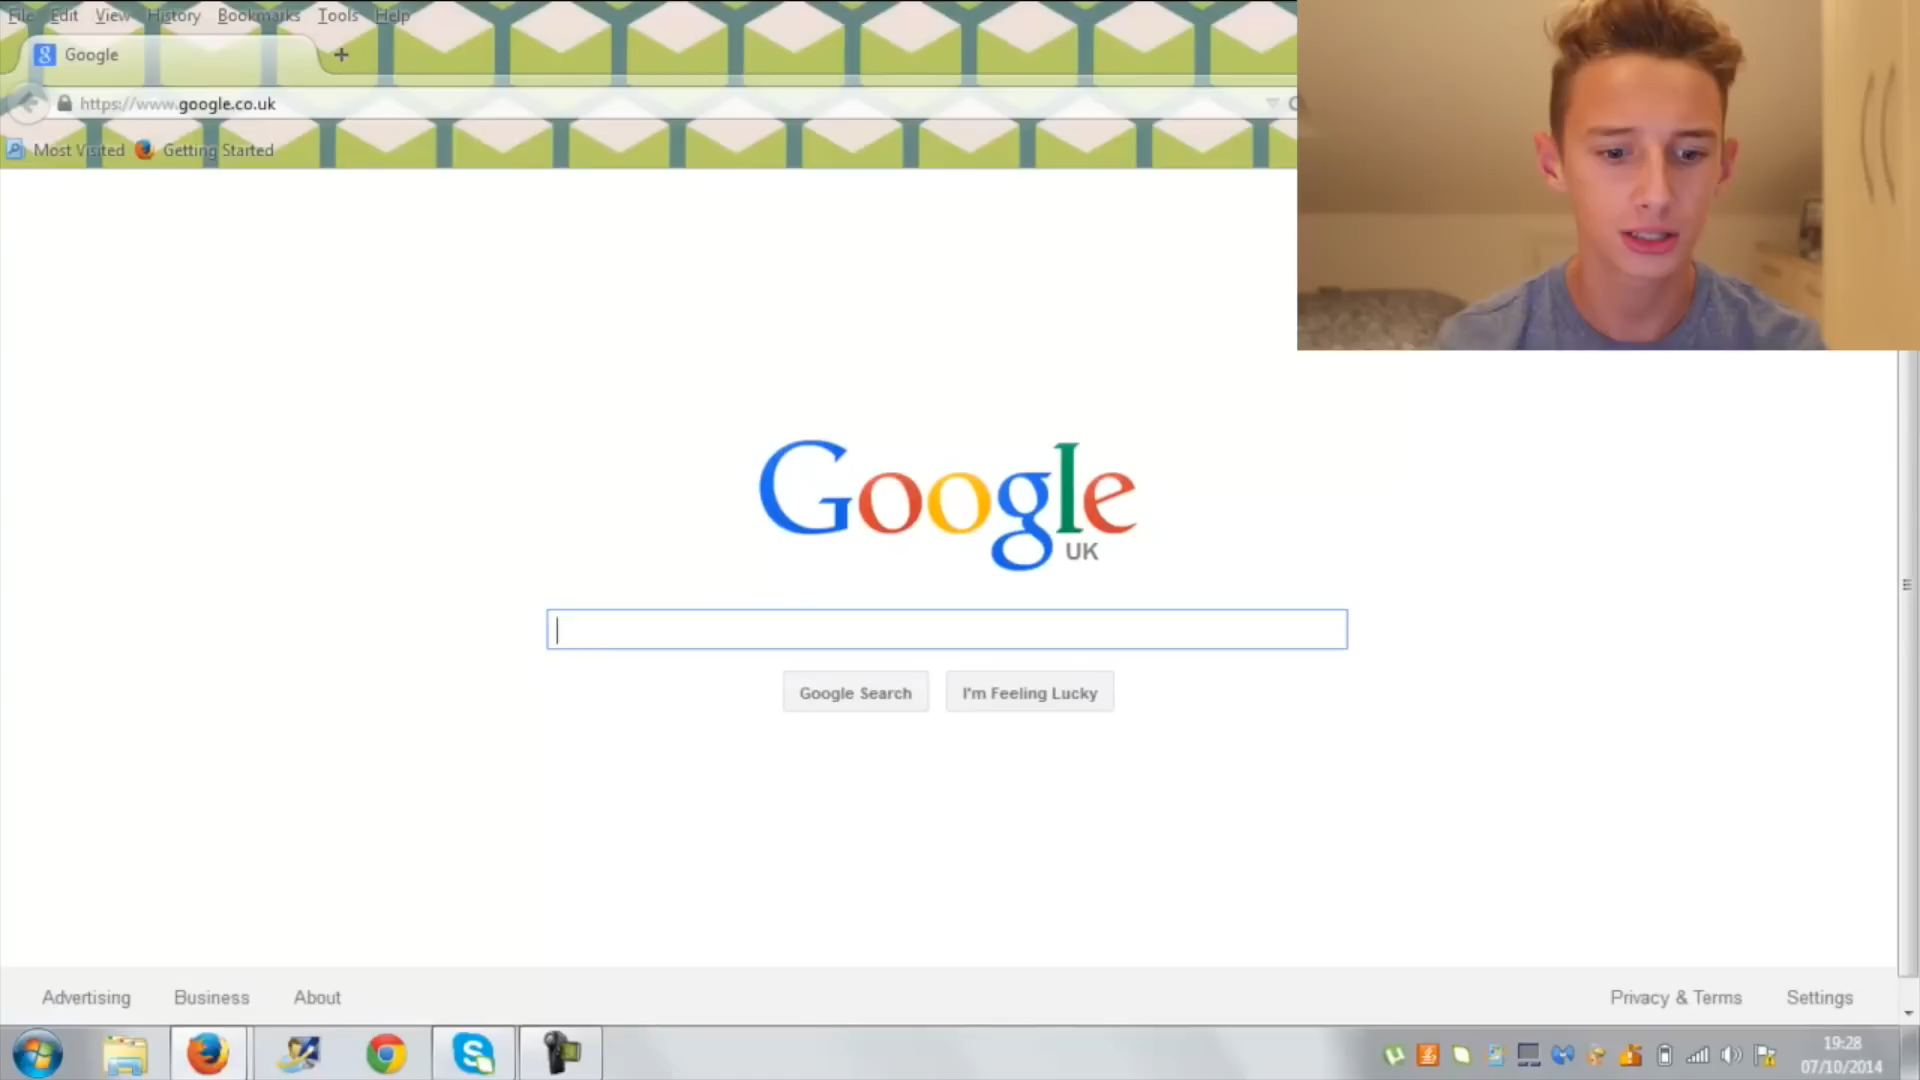 File Edit View History Bookmarks Tools Help
Google
https://www.google.co.uk
Most Visited Getting Started
Google
UK
Google Search I'm Feeling Lucky
Advertising Business About Privacy & Terms Settings
19:28
07/10/2014